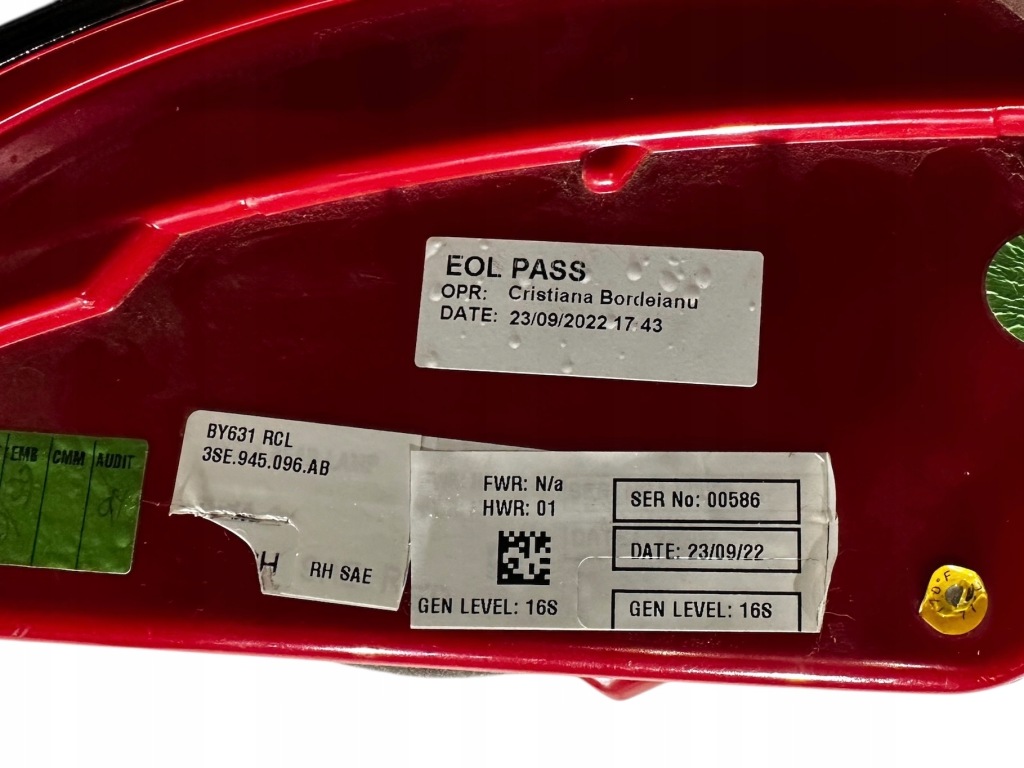 EOL PASS
OPR: Cristiana Bordeianu
DATE: 23/09/2022 17 43
BY631 RCL
3SE.945.096.AB
H
RH SAE
EMB CMM AUDIT
FWR: N/a
HWR: 01
GEN LEVEL: 16S
SER No: 00586
DATE: 23/09/22
GEN LEVEL: 16S